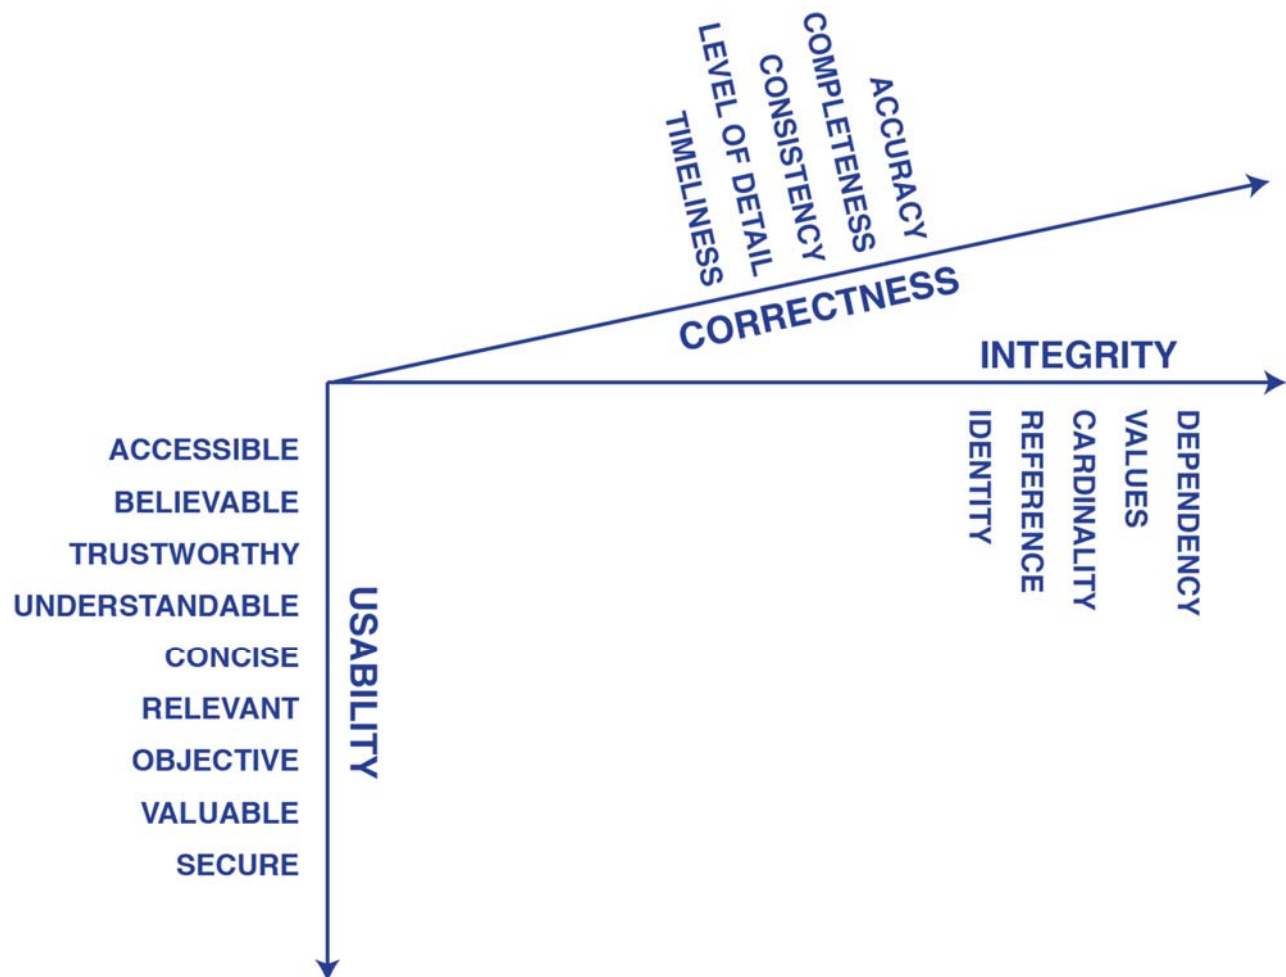 TIMELINESS
LEVEL OF DETAIL
CONSISTENCY
COMPLETENESS
ACCURACY
CORRECTNESS
INTEGRITY
IDENTITY
REFERENCE
CARDINALITY
VALUES
DEPENDENCY
ACCESSIBLE
BELIEVABLE
TRUSTWORTHY
UNDERSTANDABLE
CONCISE
RELEVANT
OBJECTIVE
VALUABLE
SECURE
USABILITY